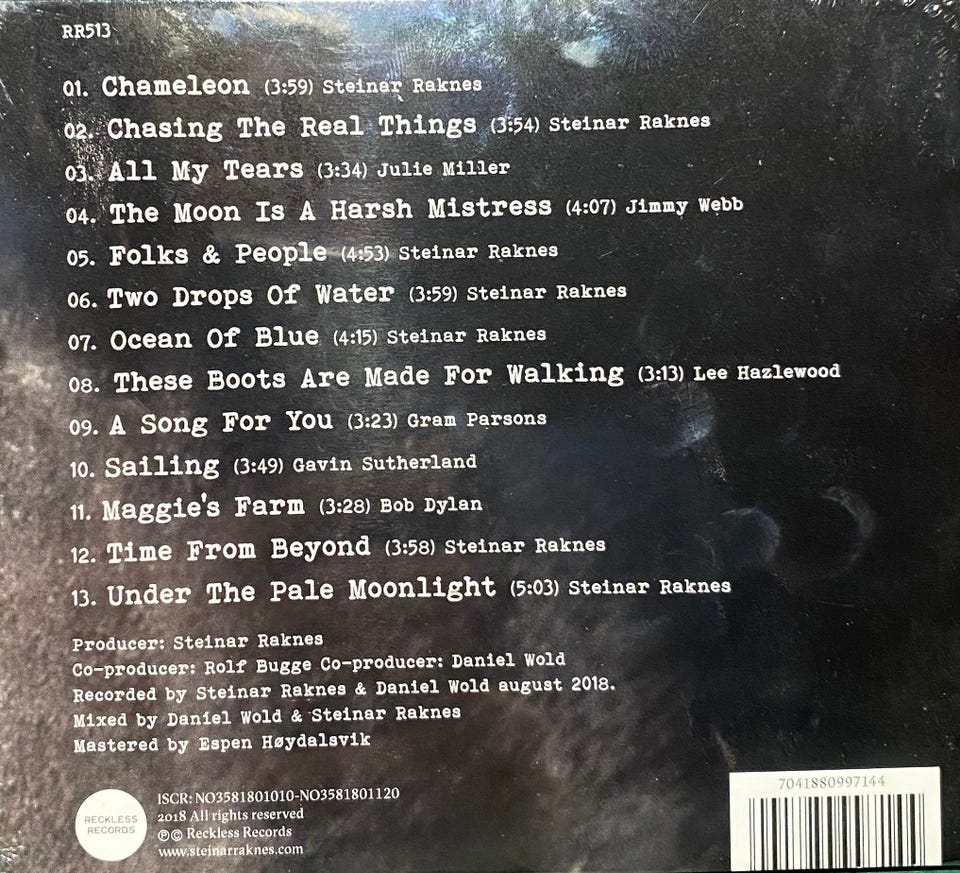 RR513
01. Chameleon (3:59) Steinar Raknes
02. Chasing The Real Things (3:54) Steinar Raknes
03. All My Tears (3:34) Julie Miller
04. The Moon Is A Harsh Mistress (4:07) Jimmy Webb
05. Folks & People (4:53) Steinar Raknes
06. Two Drops Of Water (3:59) Steinar Raknes
07. Ocean Of Blue (4:15) Steinar Raknes
08. These Boots Are Made For Walking (3:13) Lee Hazlewood
09. A Song For You (3:23) Gram Parsons
10. Sailing (3:49) Gavin Sutherland
11. Maggie's Farm (3:28) Bob Dylan
12. Time From Beyond (3:58) Steinar Raknes
13. Under The Pale Moonlight (5:03) Steinar Raknes
Producer: Steinar Raknes
Co-producer: Rolf Bugge Co-producer: Daniel Wold
Recorded by Steinar Raknes & Daniel Wold august 2018.
Mixed by Daniel Wold & Steinar Raknes
Mastered by Espen Høydalsvik
RECKLESS
RECORDS
ISCR: NO3581801010-NO3581801120
2018 All rights reserved
℗© Reckless Records
www.steinarraknes.com
7041880997144